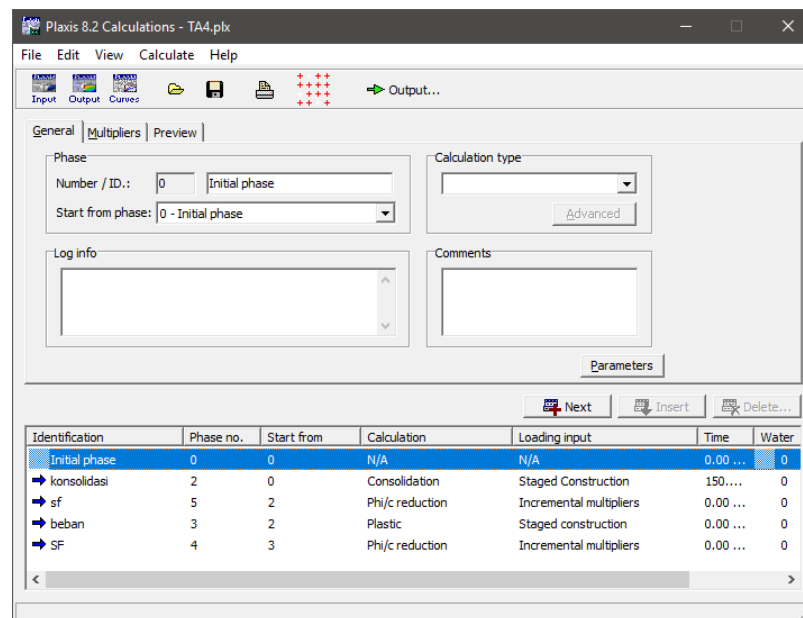 Plaxis 8.2 Calculations - TA4.plx
File Edit View Calculate Help
Input Output Curves Output...
General Multipliers Preview
Phase
Number / ID.: 0 Initial phase
Start from phase: 0 - Initial phase
Calculation type
Advanced
Log info
Comments
Parameters
Next Insert Delete...
Identification Phase no. Start from Calculation Loading input Time Water
Initial phase 0 0 N/A N/A 0.00 ... 0
konsolidasi 2 0 Consolidation Staged Construction 150.... 0
sf 5 2 Phi/c reduction Incremental multipliers 0.00 ... 0
beban 3 2 Plastic Staged construction 0.00 ... 0
SF 4 3 Phi/c reduction Incremental multipliers 0.00 ... 0